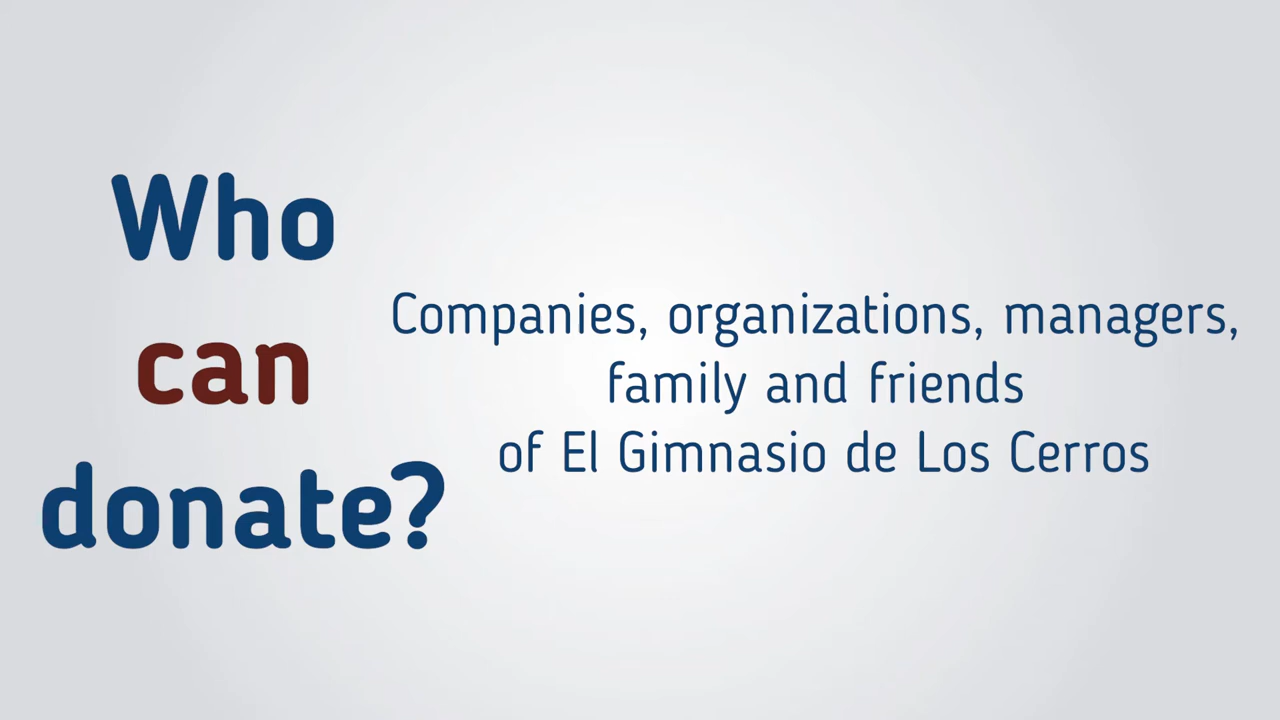 Who
can
donate?
Companies, organizations, managers,
family and friends
of El Gimnasio de Los Cerros